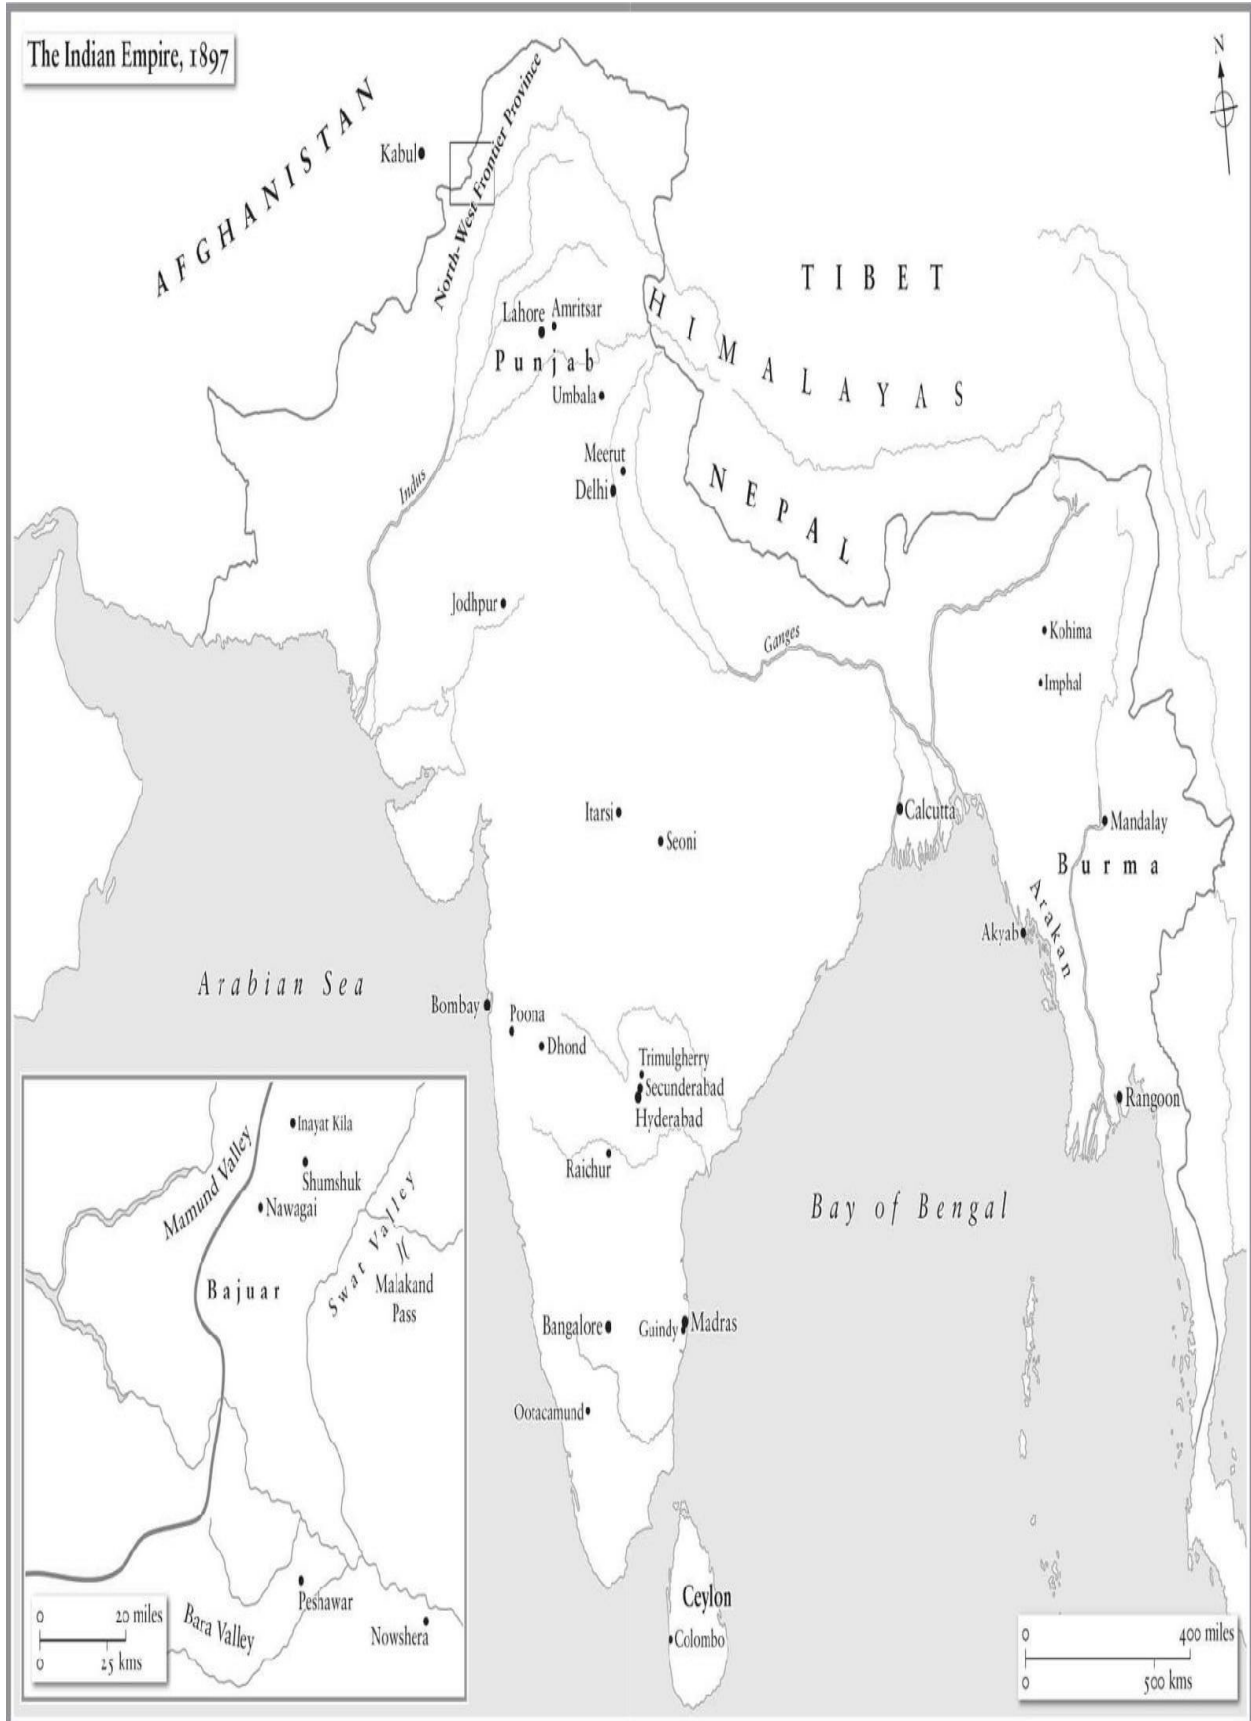 The Indian Empire, 1897
N
AFGHANISTAN
Kabul
North-West Frontier Province
TIBET
HIMALAYAS
Lahore
Amritsar
Punjab
Umbala
Meerut
Delhi
NEPAL
Indus
Jodhpur
Ganges
Kohima
Imphal
Itarsi
Seoni
Calcutta
Mandalay
Burma
Arakan
Akyab
Arabian Sea
Bombay
Poona
Dhond
Trimulgherry
Secunderabad
Hyderabad
Rangoon
Raichur
Bay of Bengal
Bangalore
Guindy
Madras
Ootacamund
Ceylon
Colombo
0 400 miles
0 500 kms
Inayat Kila
Mamund Valley
Shumshuk
Nawagai
Swat Valley
Bajuar
Malakand
Pass
Peshawar
Bara Valley
Nowshera
0 20 miles
0 25 kms